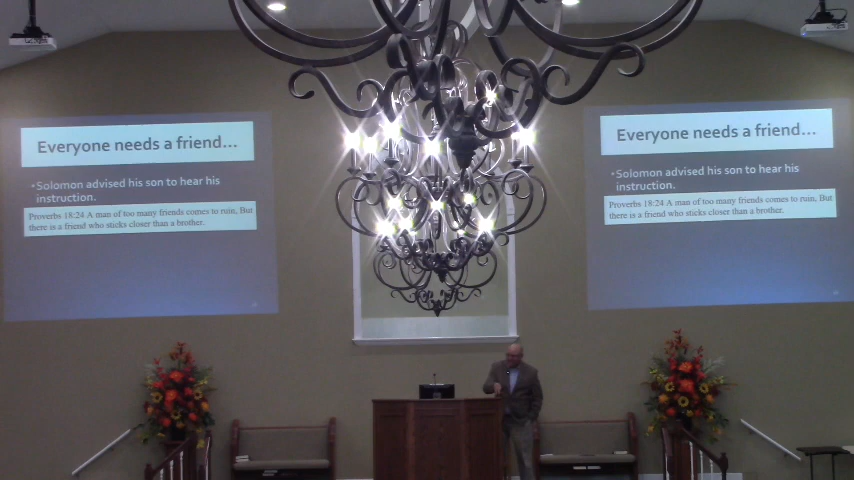 Everyone needs a friend...
•Solomon advised his son to hear his
instruction.
Proverbs 18:24 A man of too many friends comes to ruin, But
there is a friend who sticks closer than a brother.
Everyone needs a friend...
•Solomon advised his son to hear his
instruction.
Proverbs 18:24 A man of too many friends comes to ruin, But
there is a friend who sticks closer than a brother.